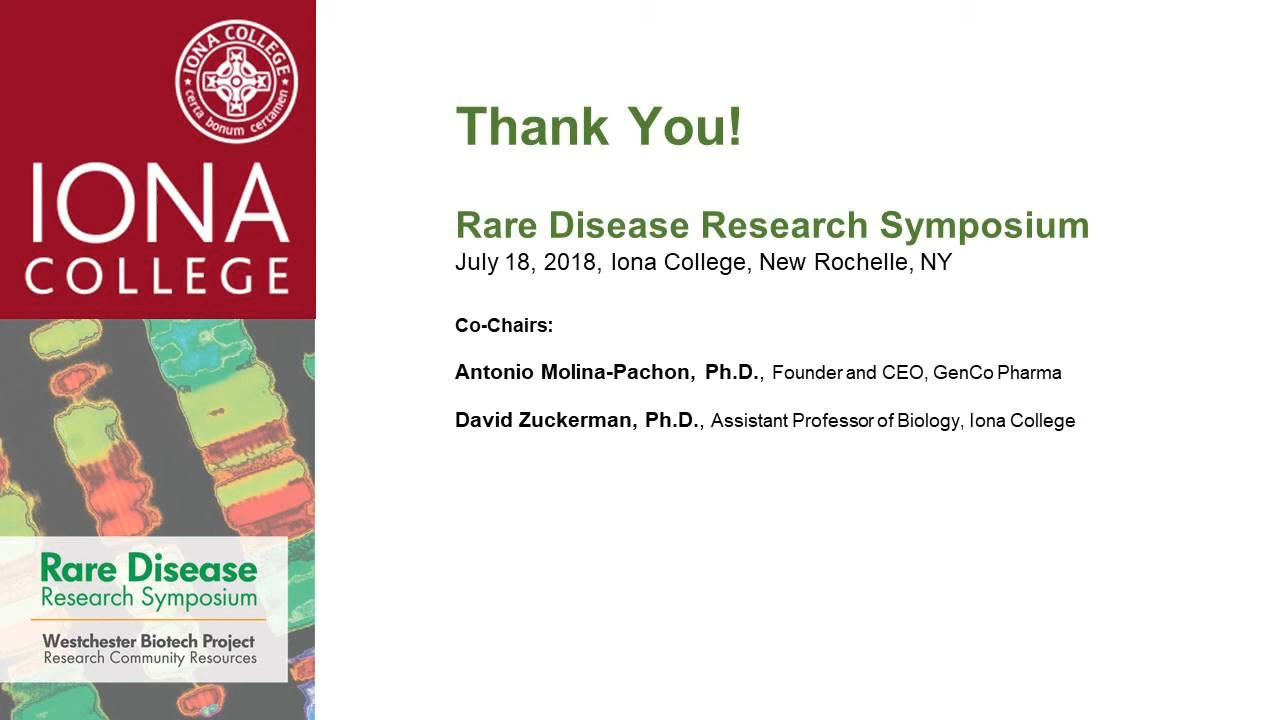 IONA COLLEGE
certa bonum certamen
IONA
COLLEGE
Rare Disease
Research Symposium
Westchester Biotech Project
Research Community Resources
Thank You!
Rare Disease Research Symposium
July 18, 2018, Iona College, New Rochelle, NY
Co-Chairs:
Antonio Molina-Pachon, Ph.D., Founder and CEO, GenCo Pharma
David Zuckerman, Ph.D., Assistant Professor of Biology, Iona College